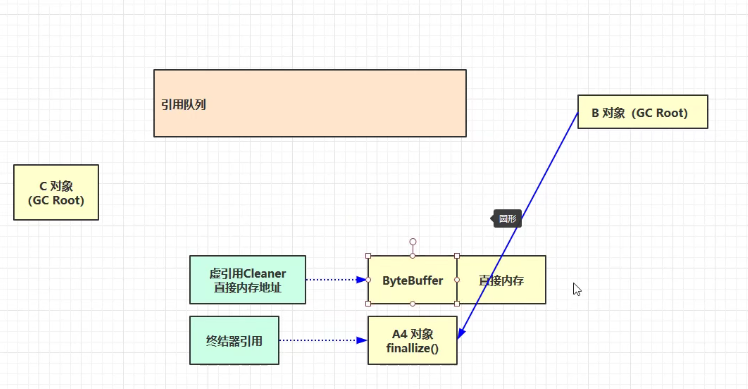 引用队列
B 对象（GC Root）
C 对象
(GC Root)
圆形
虚引用Cleaner
直接内存地址
ByteBuffer
直接内存
终结器引用
A4 对象
finallize()